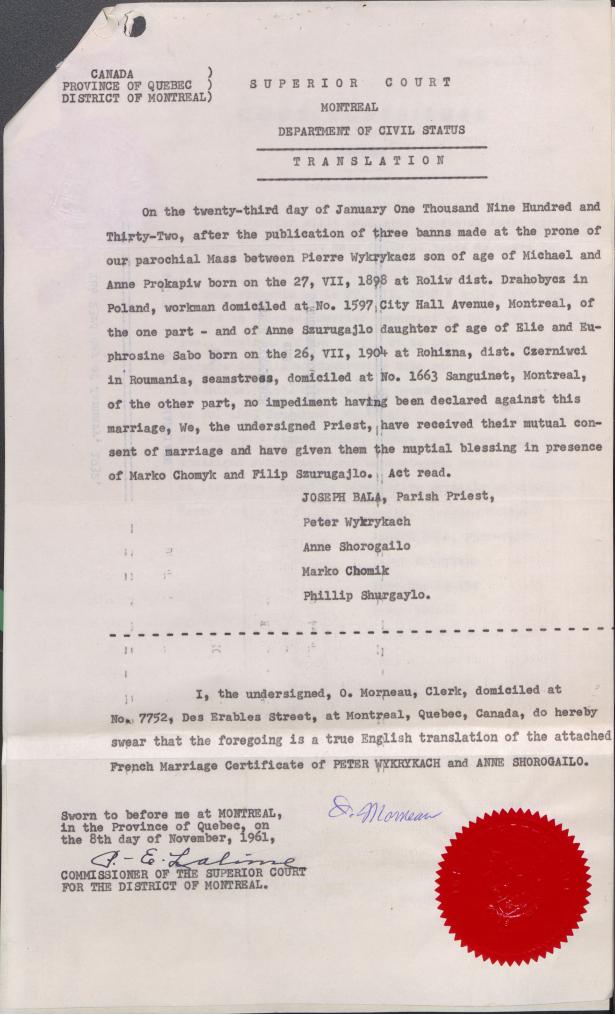 CANADA )
PROVINCE OF QUEBEC )
DISTRICT OF MONTREAL)
SUPERIOR COURT
MONTREAL
DEPARTMENT OF CIVIL STATUS
TRANSLATION
On the twenty-third day of January One Thousand Nine Hundred and
Thirty-Two, after the publication of three banns made at the prone of
our parochial Mass between Pierre Wykrykacz son of age of Michael and
Anne Prokapiw born on the 27, VII, 1898 at Roliw dist. Drahobycz in
Poland, workman domiciled at No. 1597 City Hall Avenue, Montreal, of
the one part - and of Anne Szurugajlo daughter of age of Elie and Eu-
phrosine Sabo born on the 26, VII, 1904 at Rohizna, dist. Czerniwci
in Roumania, seamstress, domiciled at No. 1663 Sanguinet, Montreal,
of the other part, no impediment having been declared against this
marriage, We, the undersigned Priest, have received their mutual con-
sent of marriage and have given them the nuptial blessing in presence
of Marko Chomyk and Filip Szurugajlo. Act read.
JOSEPH BALA, Parish Priest,
Peter Wykrykach
Anne Shorogailo
Marko Chomik
Phillip Shurgaylo.
I, the undersigned, O. Morneau, Clerk, domiciled at
No. 7752, Des Erables Street, at Montreal, Quebec, Canada, do hereby
swear that the foregoing is a true English translation of the attached
French Marriage Certificate of PETER WYKRYKACH and ANNE SHOROGAILO.
Sworn to before me at MONTREAL,
in the Province of Quebec, on
the 8th day of November, 1961,
O. Morneau
P.-E. Lalime
COMMISSIONER OF THE SUPERIOR COURT
FOR THE DISTRICT OF MONTREAL.